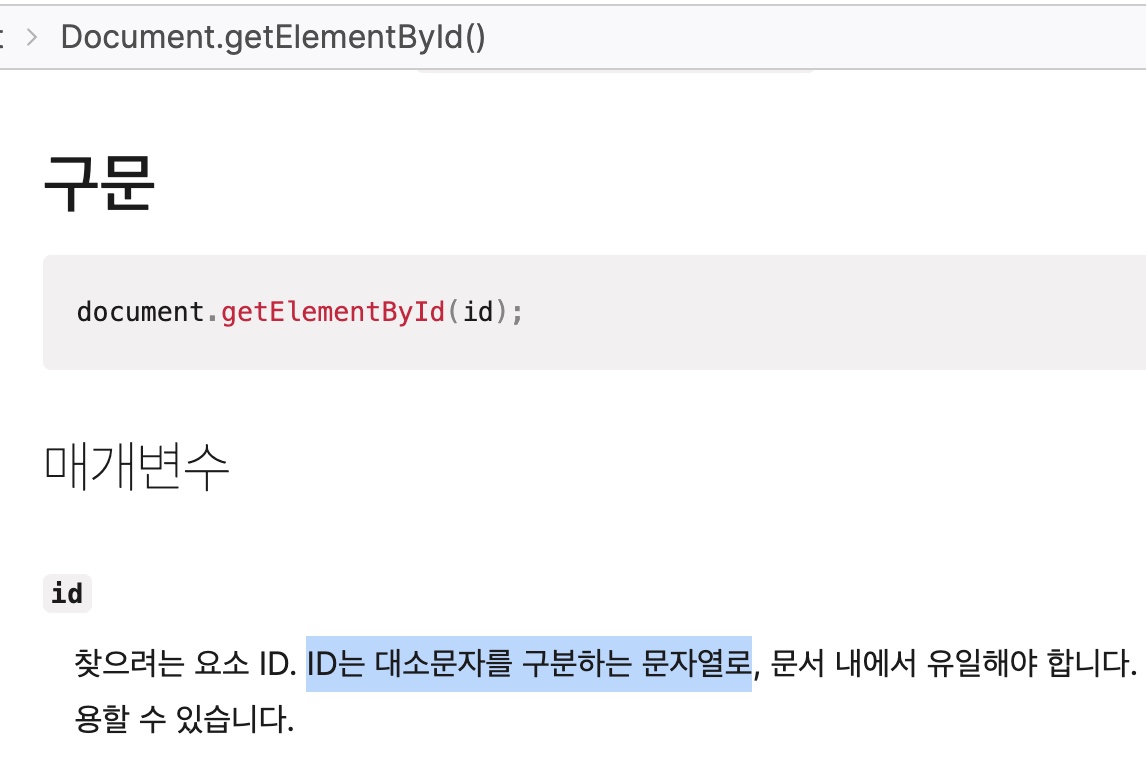 Document.getElementById()
구문
document.getElementById(id);
매개변수
id
찾으려는 요소 ID. ID는 대소문자를 구분하는 문자열로, 문서 내에서 유일해야 합니다.
용할 수 있습니다.